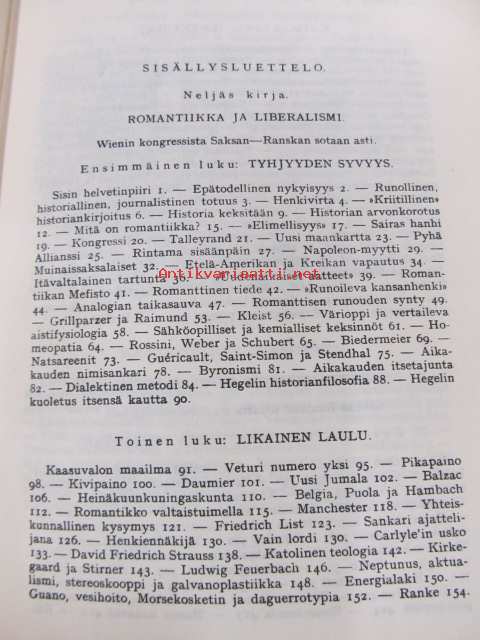 SISÄLLYSLUETTELO.
Neljäs kirja.
ROMANTIIKKA JA LIBERALISMI.
Wienin kongressista Saksan—Ranskan sotaan asti.
Ensimmäinen luku: TYHJYYDEN SYVYYS.
Sisin helvetinpiiri 1. — Epätodellinen nykyisyys 2. — Runollinen,
historiallinen, journalistinen totuus 3. — Henkivirta 4. — »Kriitillinen»
historiankirjoitus 6. — Historia keksitään 9. — Historian arvonkorotus
12. — Mitä on romantiikka? 15. — »Elimellisyys» 17. — Sairas hanhi
19. — Kongressi 20. — Talleyrand 21. — Uusi maankartta 23. — Pyhä
Allianssi 25. — Rintama sisäänpäin 27. — Napoleon-myytti 29. —
Muinaissaksalaiset 32. — Etelä-Amerikan ja Kreikan vapautus 34. —
Itävaltalainen tartunta 36. — aatteet» 39. — Roman-
tiikan Mefisto 41. — Romanttinen tiede 42. — »Runoileva kansanhenki»
44. — Analogian taikasauva 47. — Romanttisen runouden synty 49.
— Grillparzer ja Raimund 53. — Kleist 56. — Värioppi ja vertaileva
aistifysiologia 58. — Sähköopilliset ja kemialliset keksinnöt 61. — Ho-
meopatia 64. — Rossini, Weber ja Schubert 65. — Biedermeier 69. —
Natsareenit 73. — Guéricault, Saint-Simon ja Stendhal 75. — Aika-
kauden nimisankari 78. — Byronismi 81. — Aikakauden itsetajunta
82. — Dialektinen metodi 84. — Hegelin historianfilosofia 88. — Hegelin
kuoletus itsensä kautta 90.
Toinen luku: LIKAINEN LAULU.
Kaasuvalon maailma 91. — Veturi numero yksi 95. — Pikapaino
98. — Kivipaino 100. — Daumier 101. — Uusi Jumala 102. — Balzac
106. — Heinäkuunkuningaskunta 110. — Belgia, Puola ja Hambach
112. — Romantikko valtaistuimella 115. — Manchester 118. — Yhteis-
kunnallinen kysymys 121. — Friedrich List 123. — Sankari ajatteli-
jana 126. — Henkiennäkijä 130. — Vain lordi 130. — Carlyle'in usko
133. — David Friedrich Strauss 138. — Katolinen teologia 142. — Kirke-
gaard ja Stirner 143. — Ludwig Feuerbach 146. — Neptunus, aktua-
lismi, stereoskooppi ja galvanoplastiikka 148. — Energialaki 150. —
Guano, vesihoito, Morsekosketin ja daguerrotypia 152. — Ranke 154.
Antikvariaatti.net